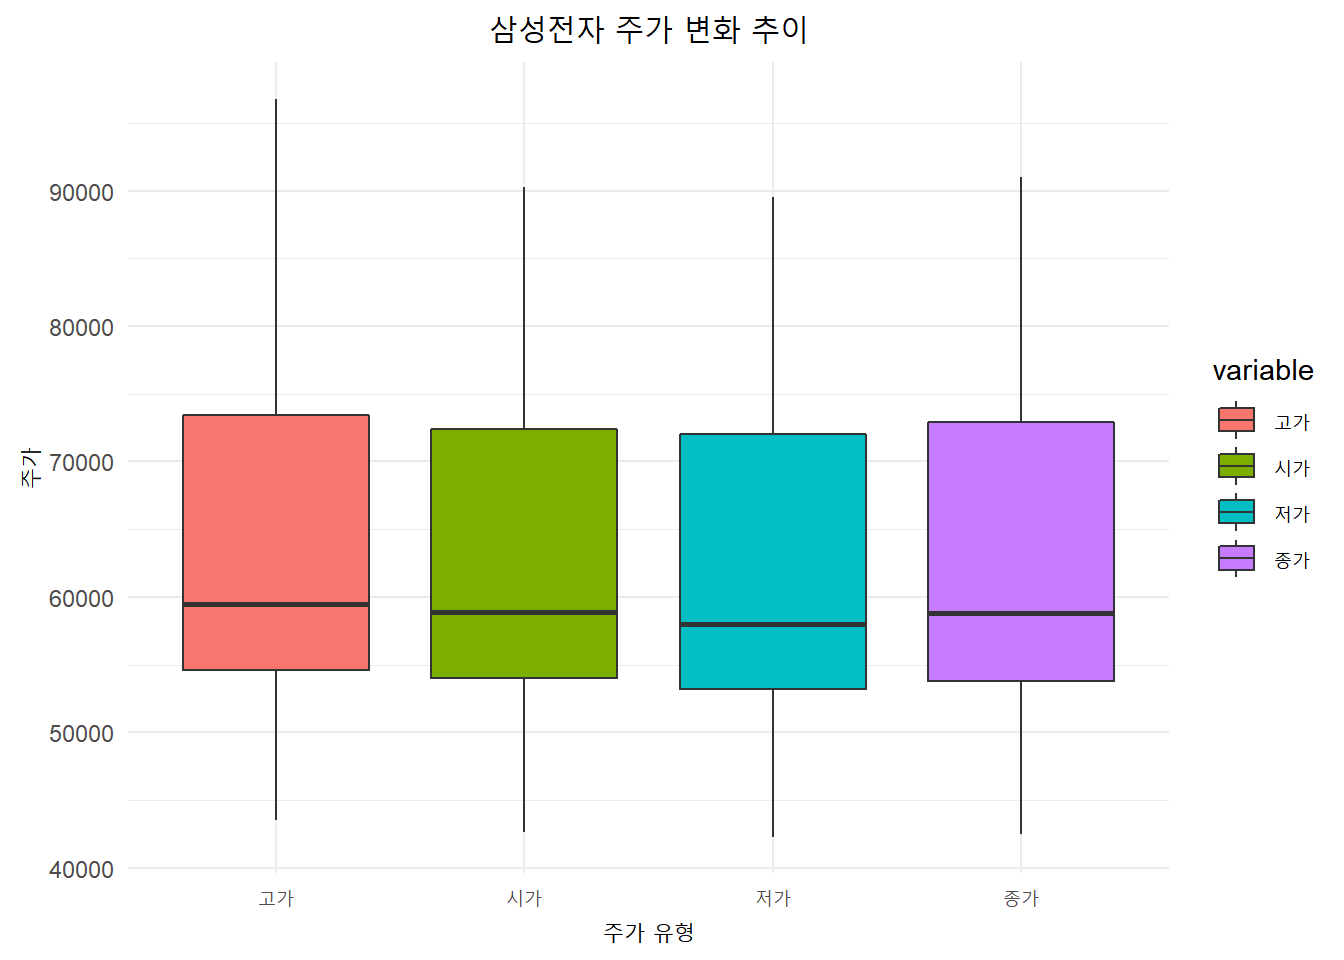 삼성전자 주가 변화 추이
주가
90000
80000
70000
60000
50000
40000
고가
시가
저가
종가
주가 유형
variable
고가
시가
저가
종가